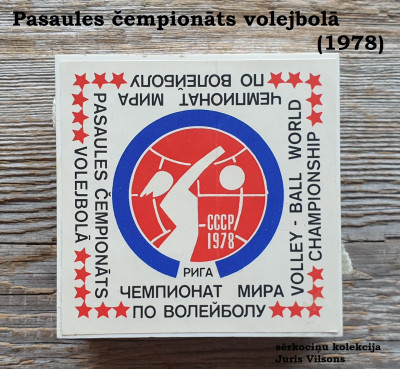 Pasaules čempionāts volejbolā
(1978)
ЧЕМПИОНАТ МИРА
ПО ВОЛЕЙБОЛУ
PASAULES ČEMPIONĀTS
VOLEJBOLĀ
VOLLEY - BALL WORLD
CHAMPIONSHIP
СССР
1978
РИГА
ЧЕМПИОНАТ МИРА
ПО ВОЛЕЙБОЛУ
sērkociņu kolekcija
Juris Vilsons